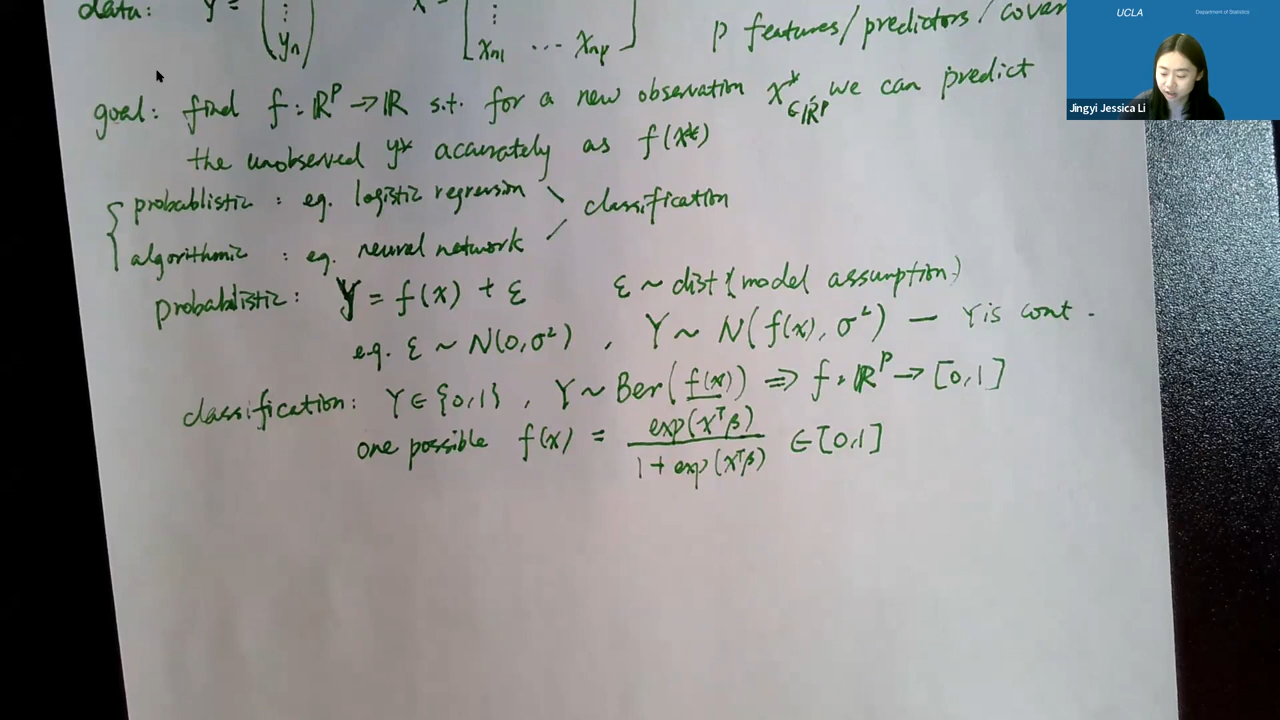 data: Y = ( ⋮ yn ) X = [ ⋮ xn1 ... xnp ] p features/predictors/covar
goal: find f: ℝᵖ → ℝ s.t. for a new observation X* ∈ℝᵖ, we can predict
the unobserved y* accurately as f(X*)
{ probablistic : eg. logistic regression
algorithmic : eg. neural network
classification
probablistic: Y = f(x) + ε ε ~ dist (model assumption)
e.g. ε ~ N(0, σ²) , Y ~ N(f(x), σ²) — Y is cont.
classification: Y ∈ {0,1} , Y ~ Ber(f(x)) ⇒ f: ℝᵖ → [0,1]
one possible f(x) = exp(xᵀβ) / 1 + exp(xᵀβ) ∈ [0,1]
UCLA Department of Statistics
Jingyi Jessica Li